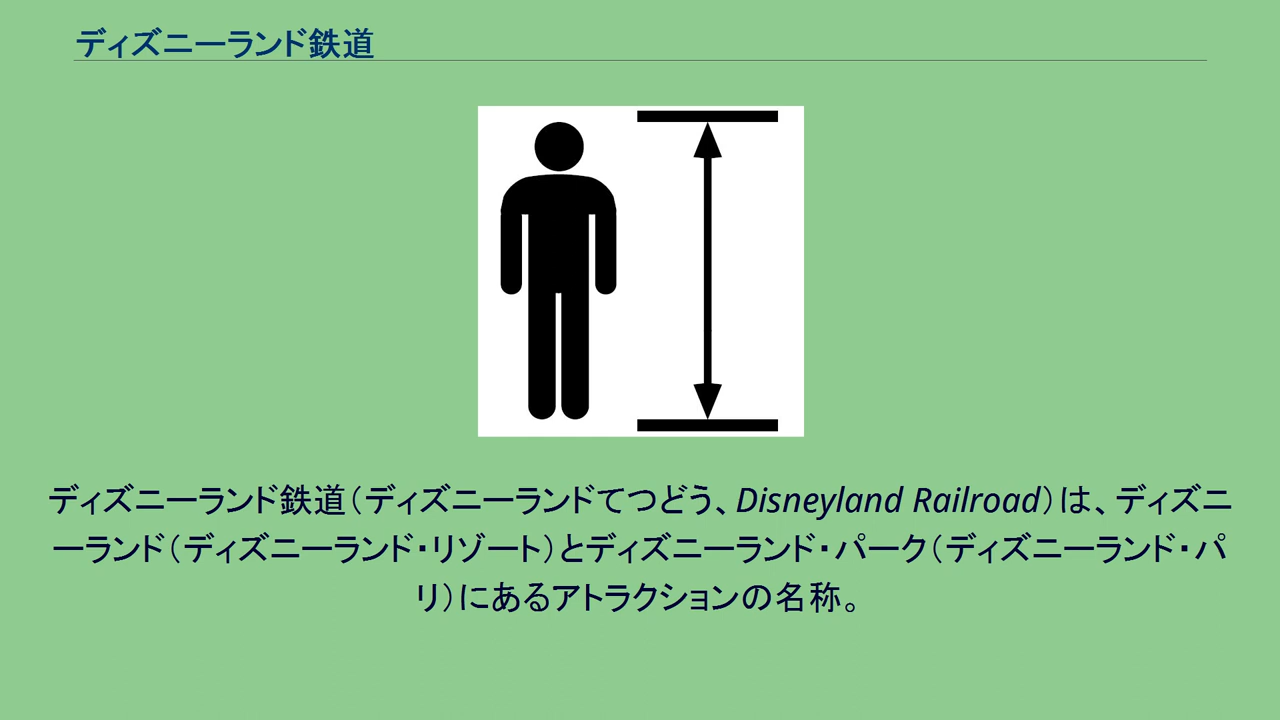 ディズニーランド鉄道
ディズニーランド鉄道（ディズニーランドてつどう、Disneyland Railroad）は、ディズニ
ーランド（ディズニーランド・リゾート）とディズニーランド・パーク（ディズニーランド・パ
リ）にあるアトラクションの名称。